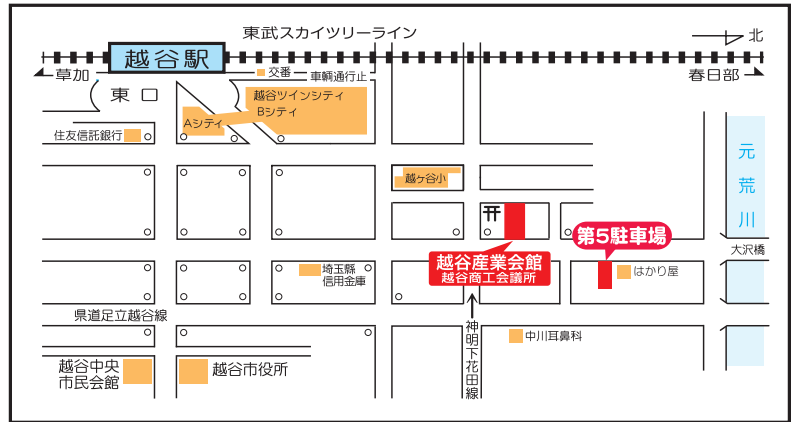 東武スカイツリーライン
北
越谷駅
草加
交番
車輌通行止
春日部
東口
越谷ツインシティ
Bシティ
Aシティ
住友信託銀行
元荒川
越ヶ谷小
第5駐車場
大沢橋
越谷産業会館
越谷商工会議所
はかり屋
埼玉縣
信用金庫
県道足立越谷線
神明下花田線
中川耳鼻科
越谷中央
市民会館
越谷市役所